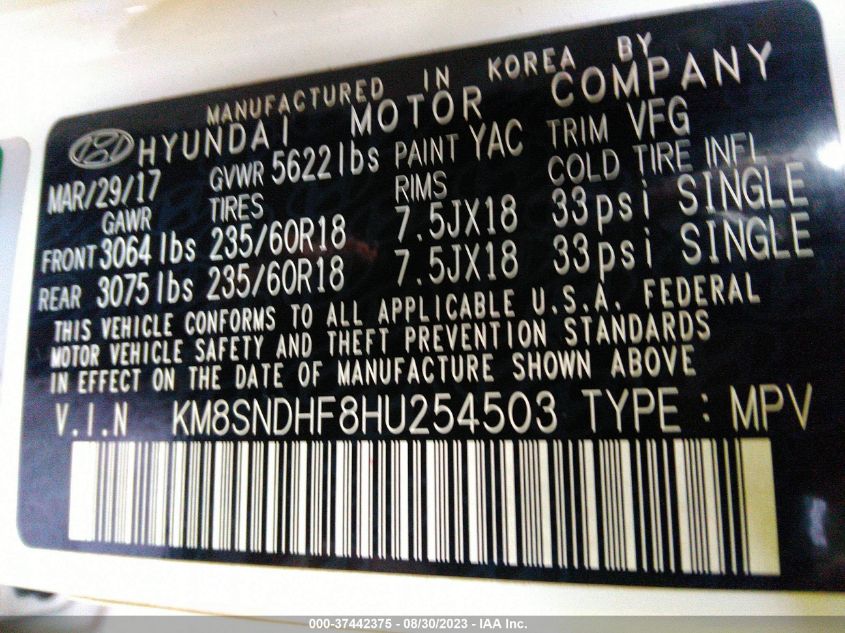 MANUFACTURED IN KOREA BY
HYUNDAI MOTOR COMPANY
MAR/29/17 GVWR 5622lbs PAINT YAC TRIM VFG
GAWR TIRES RIMS COLD TIRE INFL
FRONT 3064lbs 235/60R18 7.5JX18 33psi SINGLE
REAR 3075lbs 235/60R18 7.5JX18 33psi SINGLE
THIS VEHICLE CONFORMS TO ALL APPLICABLE U.S.A. FEDERAL
MOTOR VEHICLE SAFETY AND THEFT PREVENTION STANDARDS
IN EFFECT ON THE DATE OF MANUFACTURE SHOWN ABOVE
V.I.N KM8SNDHF8HU254503 TYPE : MPV
000-37442375 - 08/30/2023 - IAA Inc.